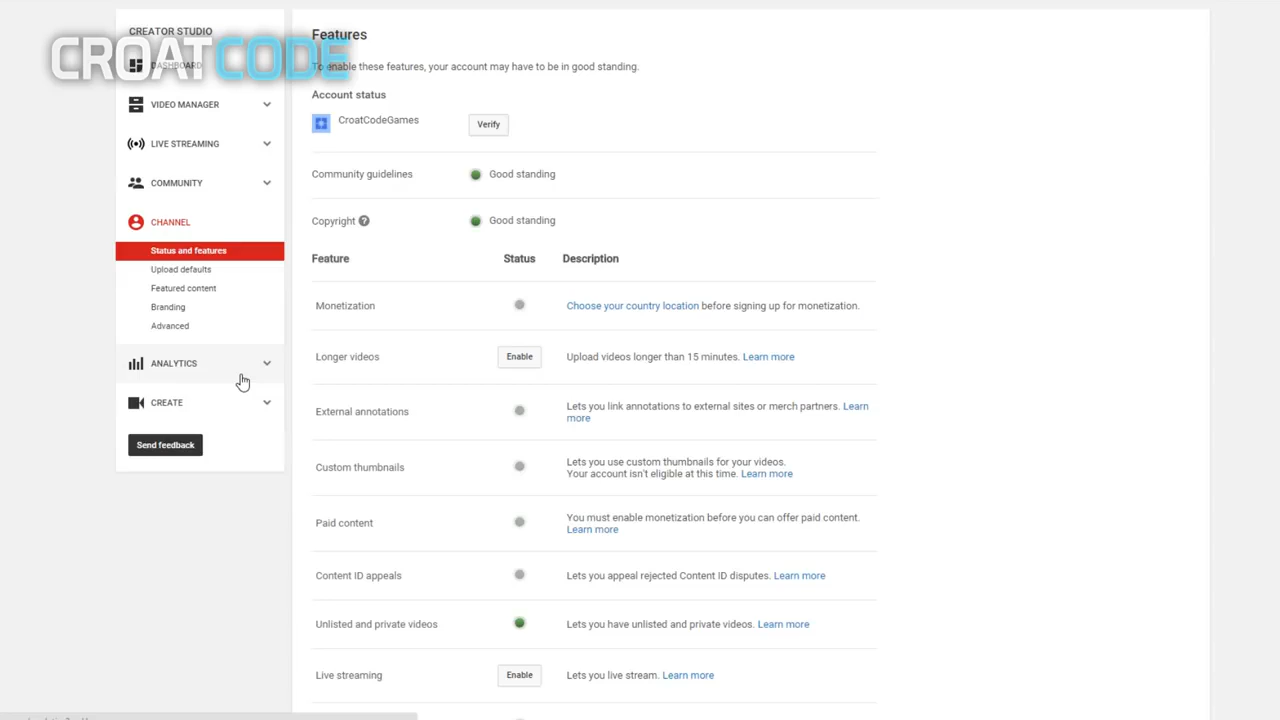 CREATOR STUDIO
CROATCODE
DASHBOARD
VIDEO MANAGER
LIVE STREAMING
COMMUNITY
CHANNEL
Status and features
Upload defaults
Featured content
Branding
Advanced
ANALYTICS
CREATE
Send feedback
Features
To enable these features, your account may have to be in good standing.
Account status
CroatCodeGames Verify
Community guidelines Good standing
Copyright ? Good standing
Feature Status Description
Monetization Choose your country location before signing up for monetization.
Longer videos Enable Upload videos longer than 15 minutes. Learn more
External annotations Lets you link annotations to external sites or merch partners. Learn
more
Custom thumbnails Lets you use custom thumbnails for your videos.
Your account isn't eligible at this time. Learn more
Paid content You must enable monetization before you can offer paid content.
Learn more
Content ID appeals Lets you appeal rejected Content ID disputes. Learn more
Unlisted and private videos Lets you have unlisted and private videos. Learn more
Live streaming Enable Lets you live stream. Learn more